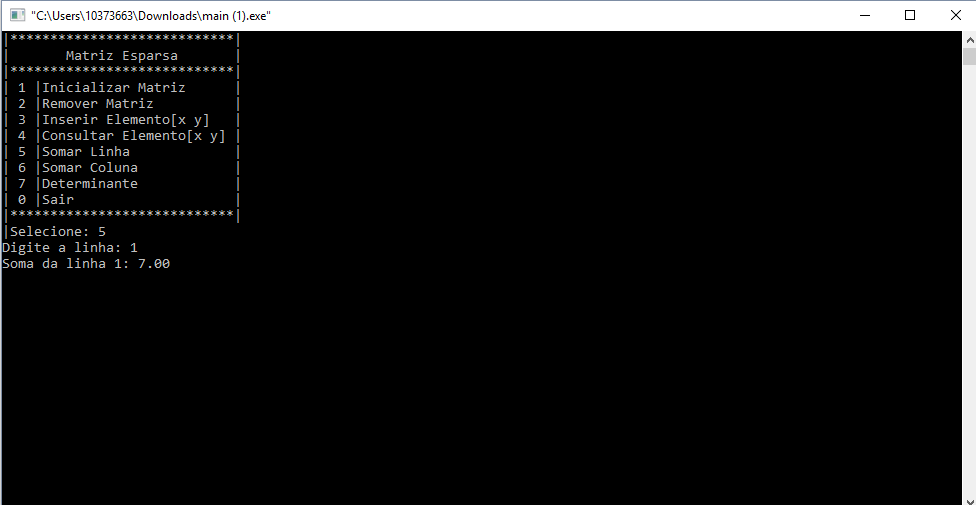 "C:\Users\10373663\Downloads\main (1).exe"
|****************************|
|       Matriz Esparsa       |
|****************************|
| 1 |Inicializar Matriz      |
| 2 |Remover Matriz          |
| 3 |Inserir Elemento[x y]   |
| 4 |Consultar Elemento[x y] |
| 5 |Somar Linha             |
| 6 |Somar Coluna            |
| 7 |Determinante            |
| 0 |Sair                    |
|****************************|
|Selecione: 5
Digite a linha: 1
Soma da linha 1: 7.00